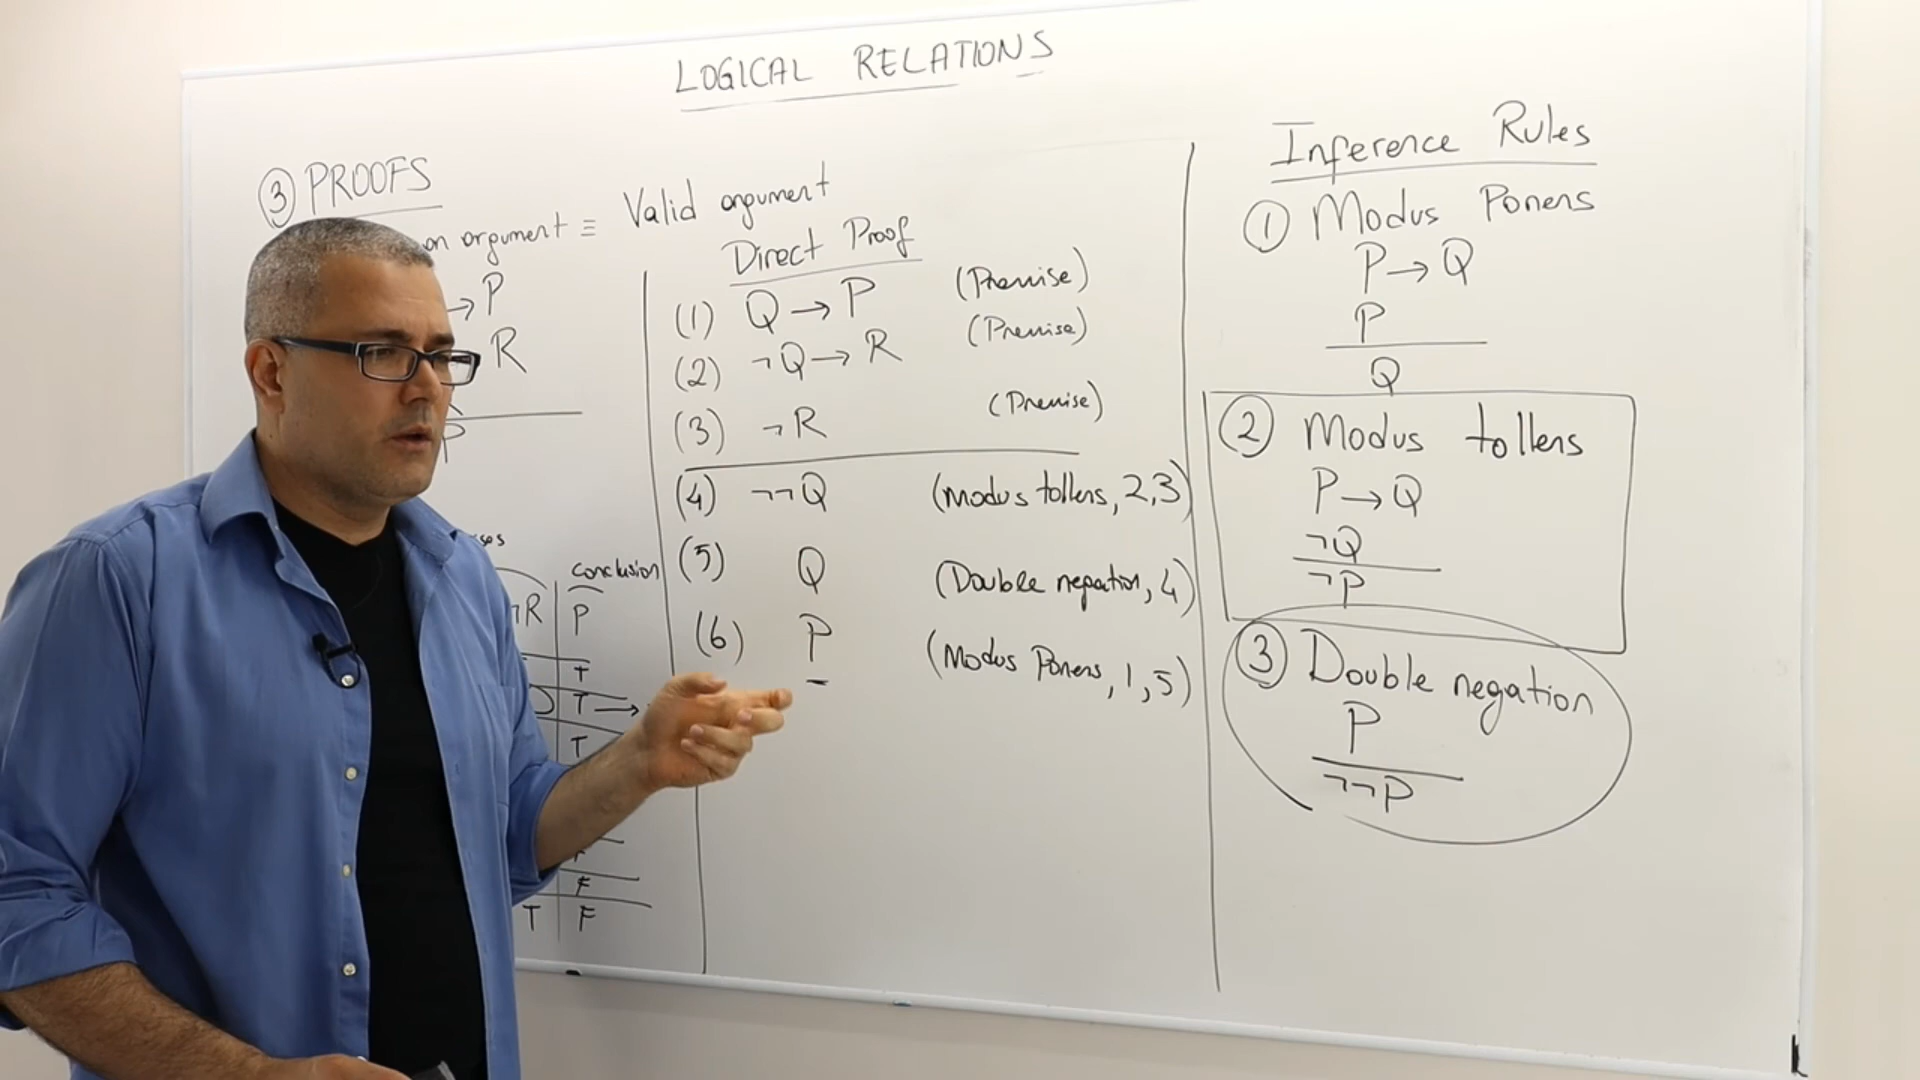 LOGICAL RELATIONS
③ PROOFS
on argument ≡ Valid argument
→ P
R
P
ses
conclusion
¬R P
T
T →
T
F
T F
Direct Proof
(1) Q → P (Premise)
(2) ¬Q → R (Premise)
(3) ¬R (Premise)
(4) ¬¬Q (Modus tollens, 2,3)
(5) Q (Double negation, 4)
(6) P (Modus Ponens, 1, 5)
Inference Rules
① Modus Ponens
P → Q
P
Q
② Modus tollens
P → Q
¬Q
¬P
③ Double negation
P
¬¬P